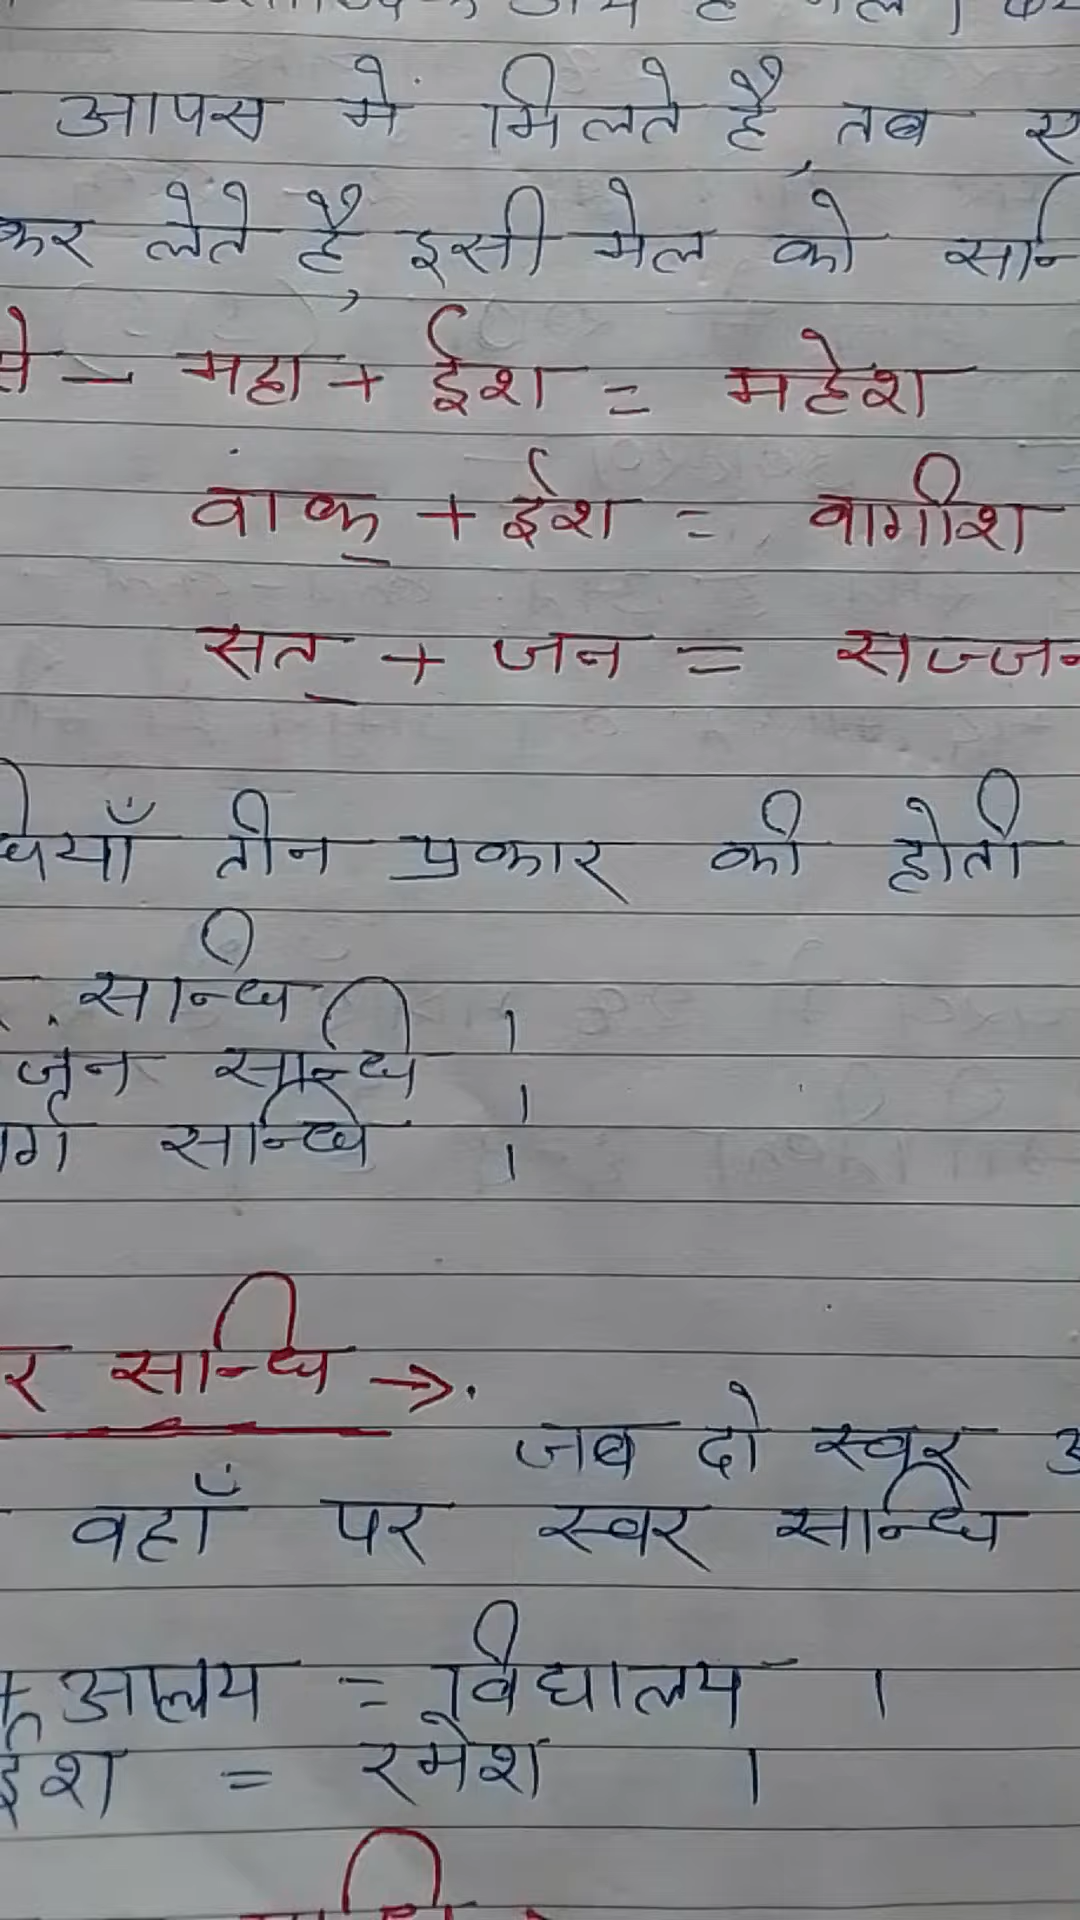 आपस में मिलते है, तब
कर लेते है, इसी मेल को
से - महा + ईश = महेश
वाक् + ईश = वागीश
सत् + जन = सज्जन
तीन प्रकार की होती
सन्धि ।
जन सन्धि ।
र्ग सन्धि ।
र सन्धि →
जब दो स्वर
वहाँ पर स्वर सन्धि
+ आलय = विद्यालय ।
ईश = रमेश ।